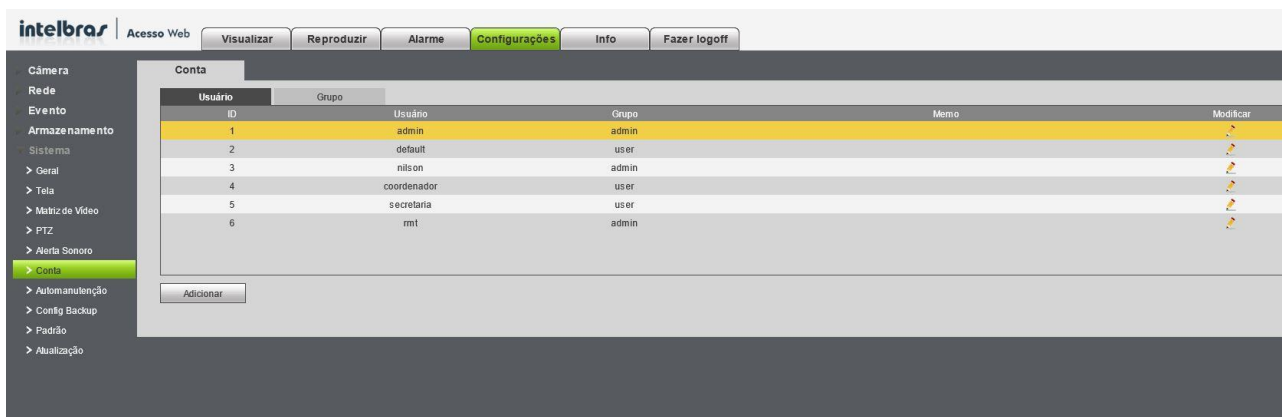 intelbras Acesso Web Visualizar Reproduzir Alarme Configurações Info Fazer logoff
Câmera
Rede
Evento
Armazenamento
Sistema
> Geral
> Tela
> Matriz de Vídeo
> PTZ
> Alerta Sonoro
> Conta
> Automanutenção
> Config Backup
> Padrão
> Atualização
Conta
Usuário Grupo
ID Usuário Grupo Memo Modificar
1 admin admin
2 default user
3 nilson admin
4 coordenador user
5 secretaria user
6 rmt admin
Adicionar